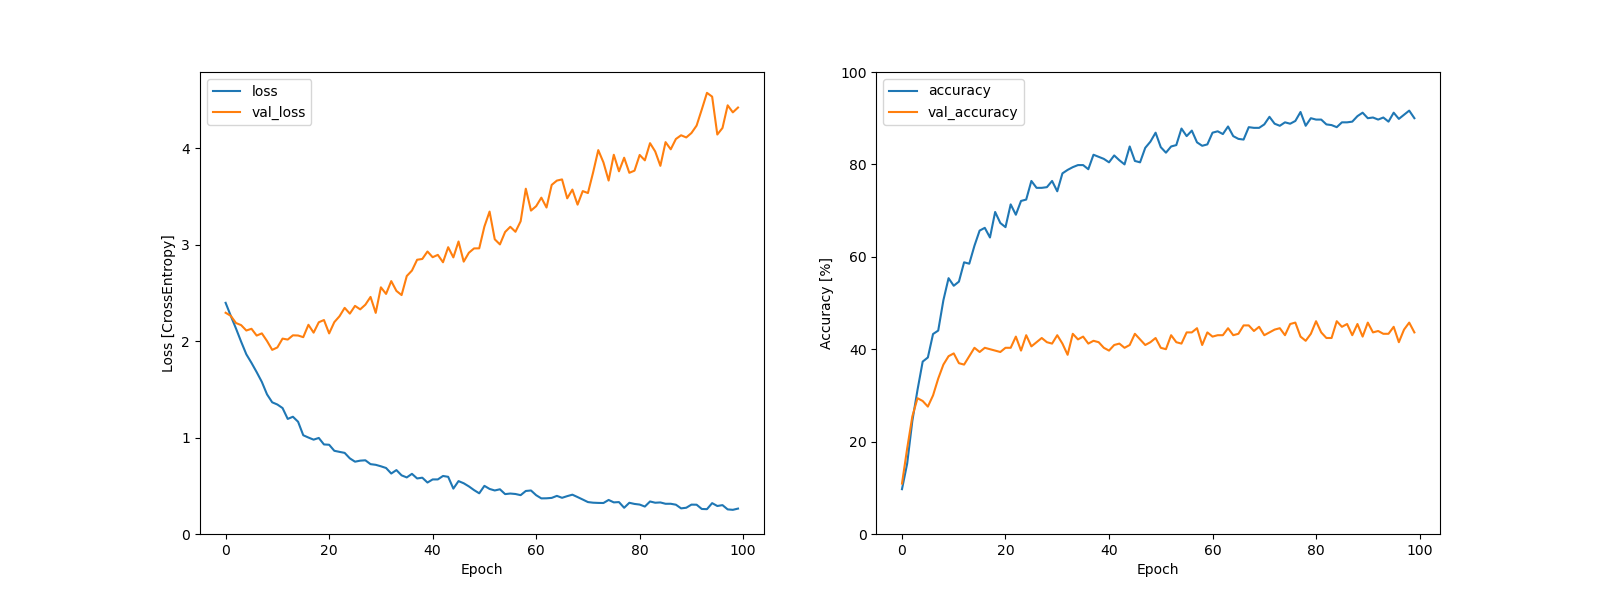 loss
val_loss
Loss [CrossEntropy]
4
3
2
1
0
0 20 40 60 80 100
Epoch
accuracy
val_accuracy
Accuracy [%]
100
80
60
40
20
0
0 20 40 60 80 100
Epoch